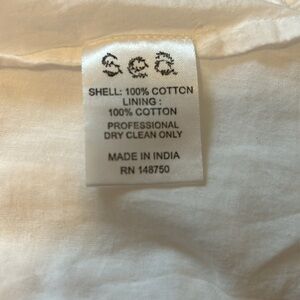 sea
SHELL: 100% COTTON
LINING :
100% COTTON
PROFESSIONAL
DRY CLEAN ONLY
MADE IN INDIA
RN 148750